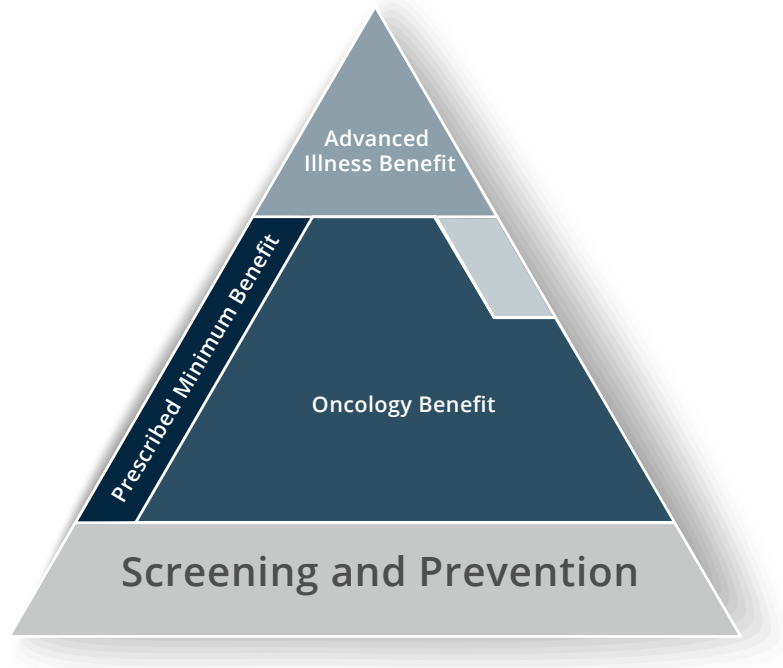 Advanced
Illness Benefit
Prescribed Minimum Benefit
Oncology Benefit
Screening and Prevention